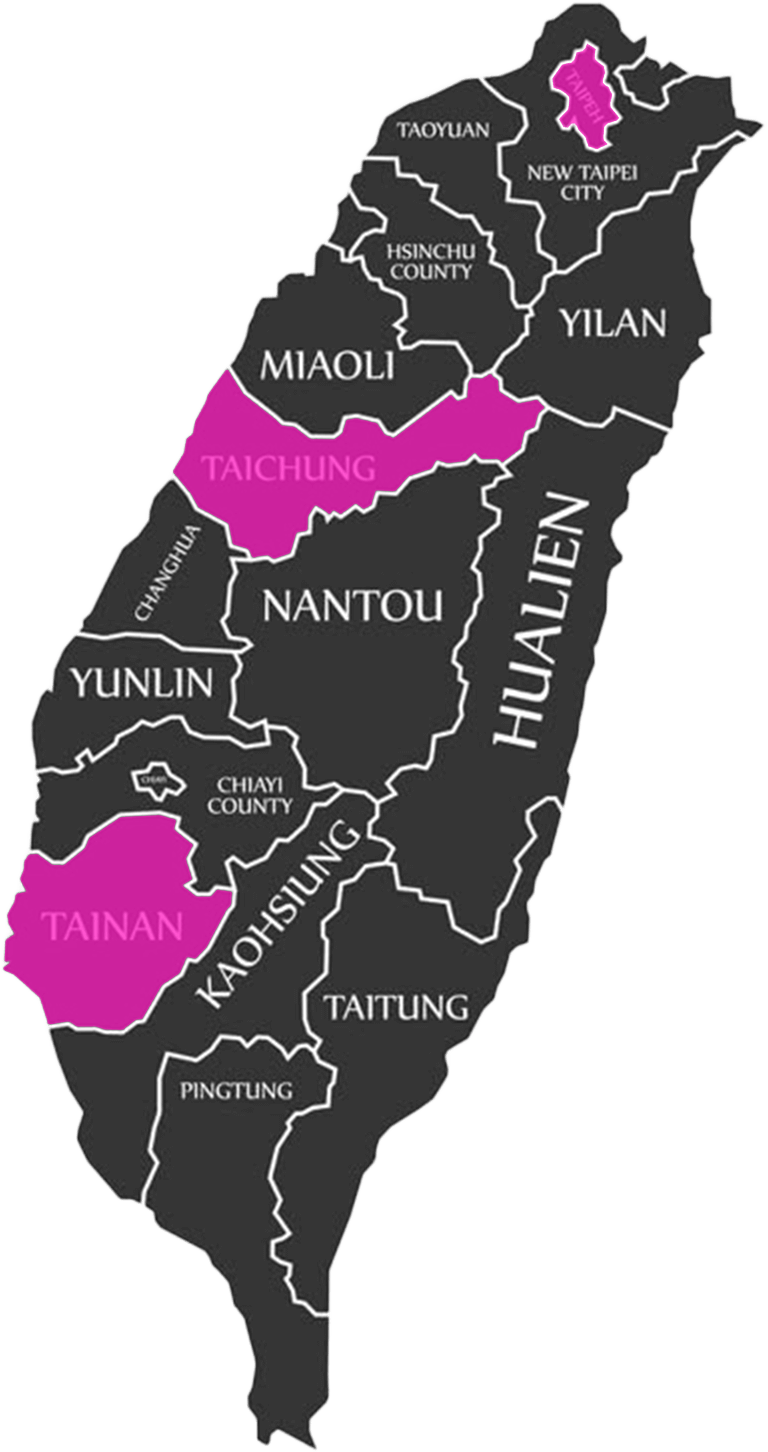 TAIPEH
TAOYUAN
NEW TAIPEI
CITY
HSINCHU
COUNTY
YILAN
MIAOLI
TAICHUNG
HUALIEN
CHANGHUA
NANTOU
YUNLIN
CHIAYI
CHIAYI
COUNTY
KAOHSIUNG
TAINAN
TAITUNG
PINGTUNG